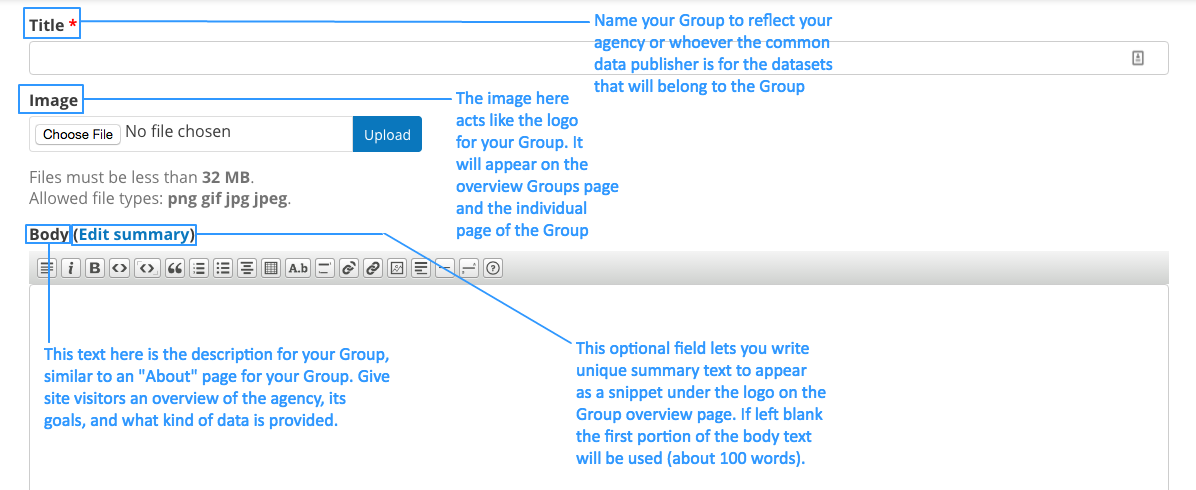 Title *
Name your Group to reflect your
agency or whoever the common
data publisher is for the datasets
that will belong to the Group
Image
Choose File No file chosen
Upload
The image here
acts like the logo
for your Group. It
will appear on the
overview Groups page
and the individual
page of the Group
Files must be less than 32 MB.
Allowed file types: png gif jpg jpeg.
Body (Edit summary)
i B <> <> A.b ?
This text here is the description for your Group,
similar to an "About" page for your Group. Give
site visitors an overview of the agency, its
goals, and what kind of data is provided.
This optional field lets you write
unique summary text to appear
as a snippet under the logo on the
Group overview page. If left blank
the first portion of the body text
will be used (about 100 words).